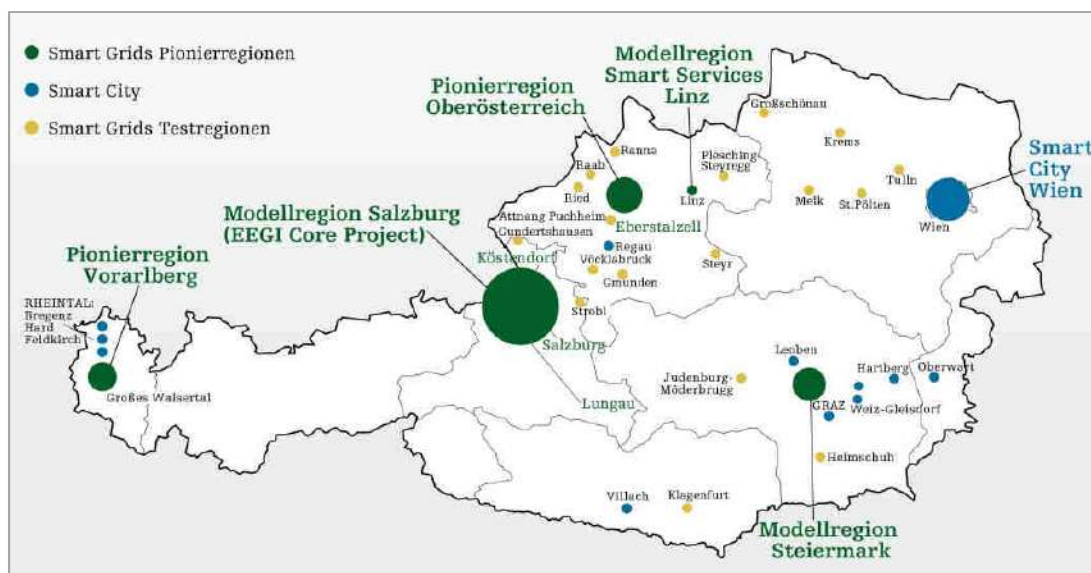 Smart Grids Pionierregionen
Smart City
Smart Grids Testregionen
Modellregion
Smart Services
Linz
Pionierregion
Oberösterreich
Modellregion Salzburg
(EEGI Core Project)
Pionierregion
Vorarlberg
Smart
City
Wien
Großschönau
Krems
Tulln
Melk
St.Pölten
Wien
Ranna
Raab
Ried
Plesching-
Steyregg
Linz
Attnang Puchheim
Eberstalzell
Gundertshausen
Regau
Köstendorf
Vöcklabruck
Gmunden
Steyr
Strobl
Salzburg
Lungau
RHEINTAL:
Bregenz
Hard
Feldkirch
Großes Walsertal
Leoben
Judenburg-
Möderbrugg
Hartberg
Oberwart
GRAZ
Weiz-Gleisdorf
Heimschuh
Villach
Klagenfurt
Modellregion
Steiermark